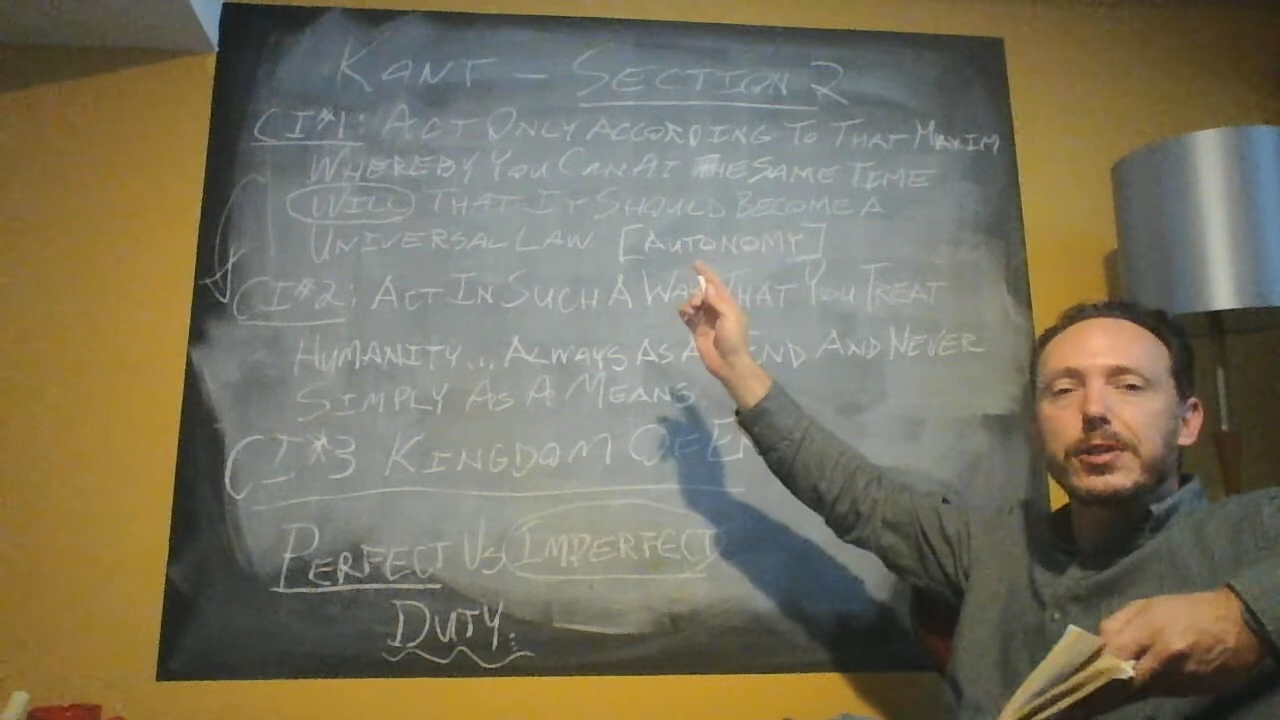 KANT - SECTION 2
CI#1: ACT ONLY ACCORDING TO THAT MAXIM
WHEREBY YOU CAN AT THE SAME TIME
WILL THAT IT SHOULD BECOME A
UNIVERSAL LAW [AUTONOMY]
CI#2: ACT IN SUCH A WAY THAT YOU TREAT
HUMANITY... ALWAYS AS A END AND NEVER
SIMPLY AS A MEANS
CI#3 KINGDOM OF
PERFECT VS IMPERFECT
DUTY